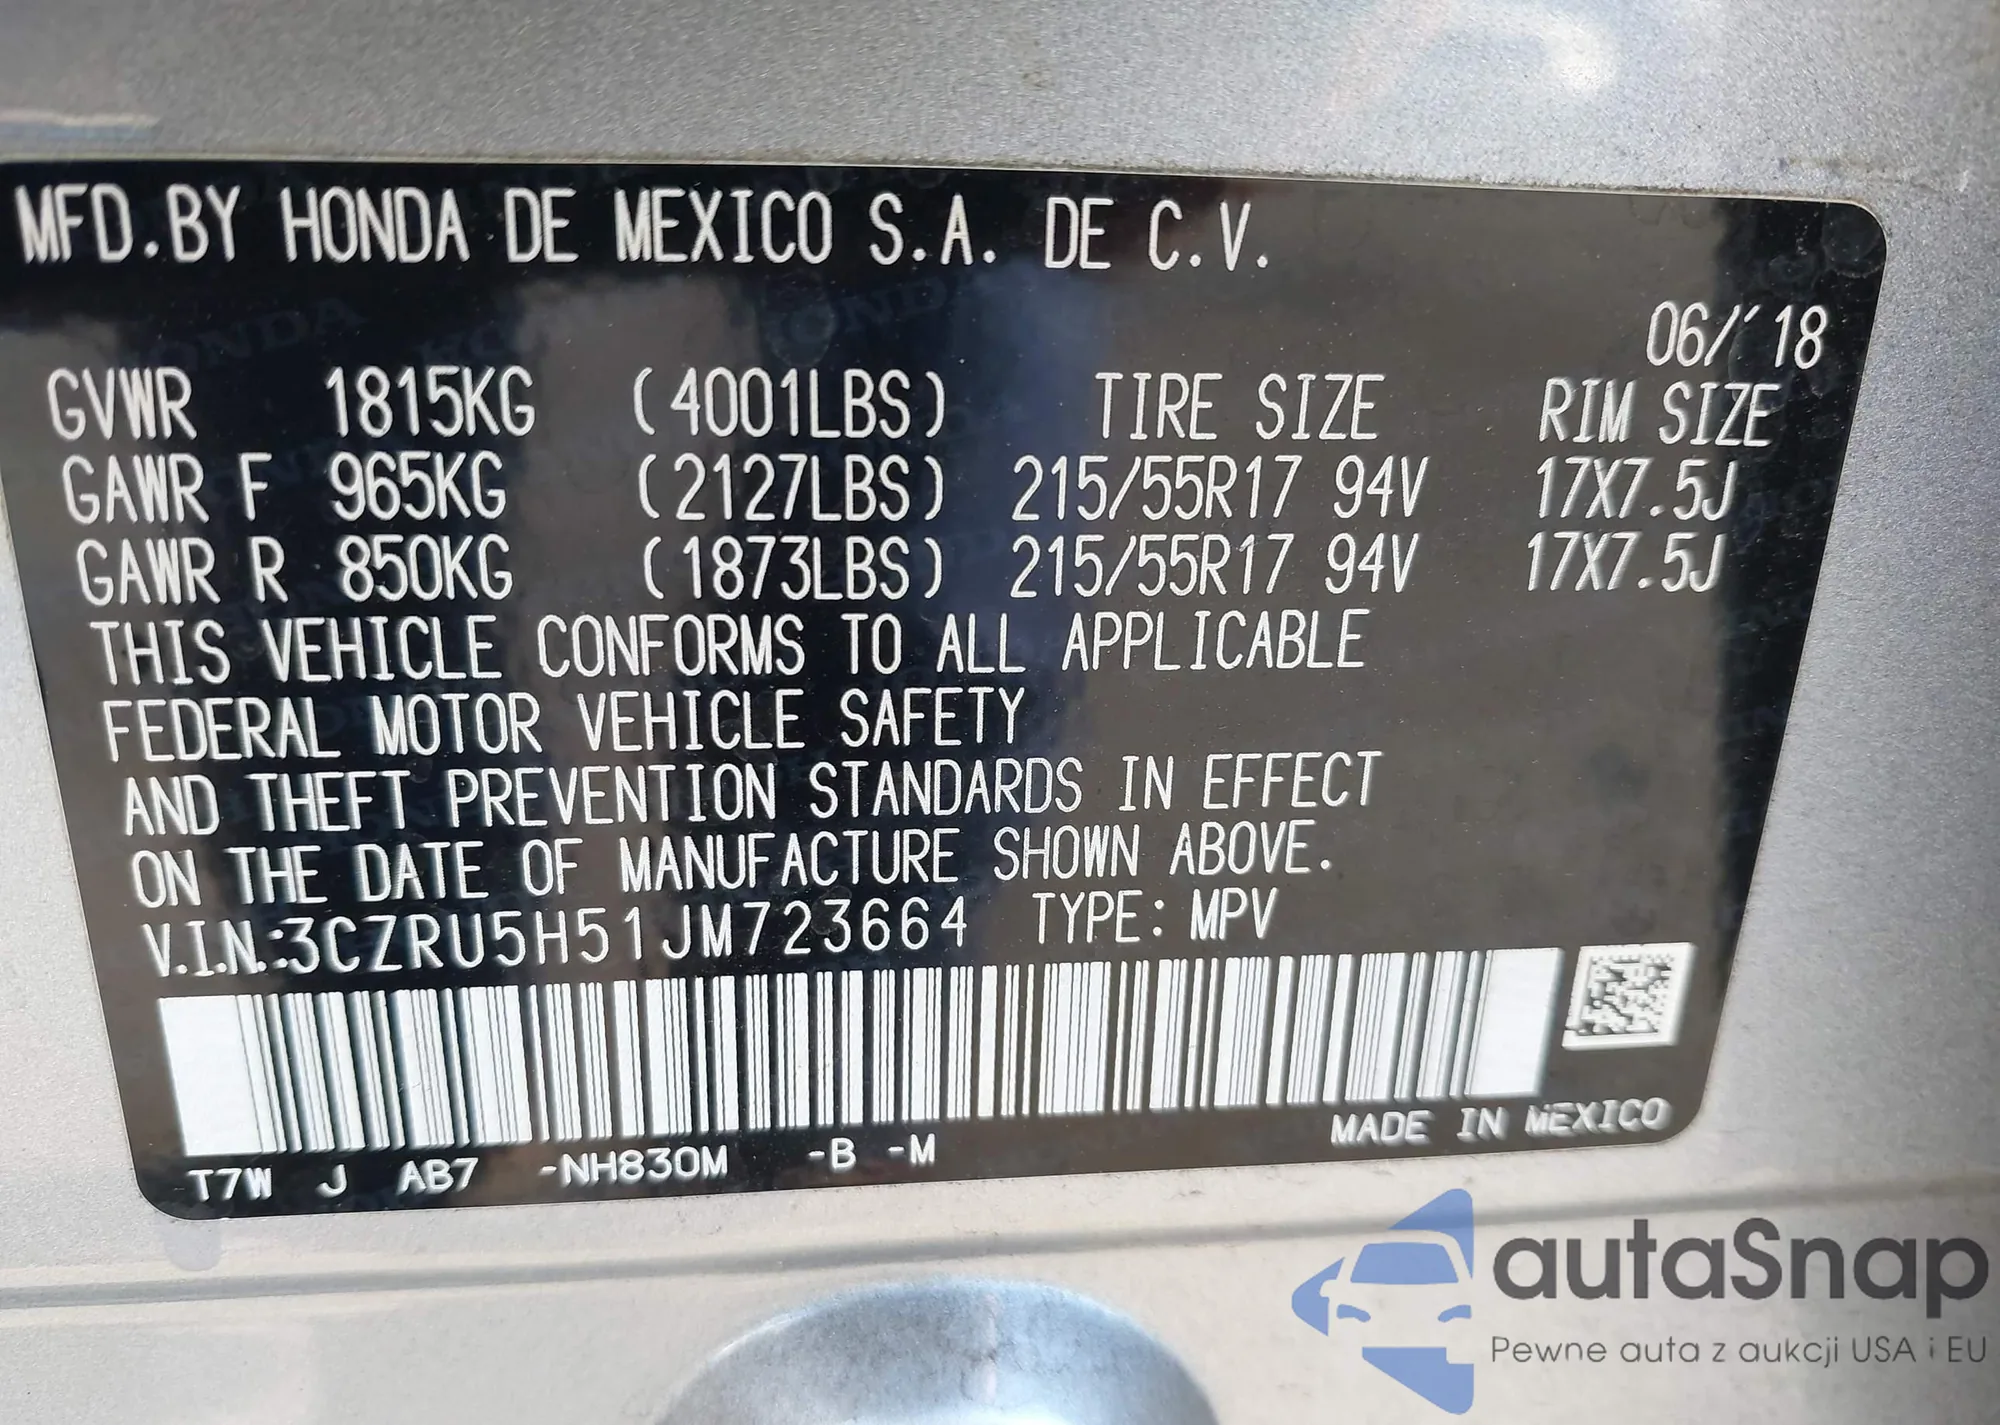 MFD.BY HONDA DE MEXICO S.A. DE C.V.
06/'18
GVWR 1815KG (4001LBS) TIRE SIZE RIM SIZE
GAWR F 965KG (2127LBS) 215/55R17 94V 17X7.5J
GAWR R 850KG (1873LBS) 215/55R17 94V 17X7.5J
THIS VEHICLE CONFORMS TO ALL APPLICABLE
FEDERAL MOTOR VEHICLE SAFETY
AND THEFT PREVENTION STANDARDS IN EFFECT
ON THE DATE OF MANUFACTURE SHOWN ABOVE.
V.I.N.:3CZRU5H51JM723664 TYPE: MPV
MADE IN MEXICO
T7W J AB7 -NH830M -B -M
autaSnap
Pewne auta z aukcji USA i EU